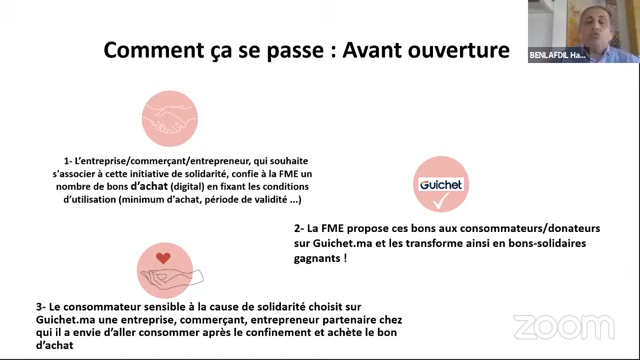 Comment ça se passe : Avant ouverture
BENLAFDIL Ha...
1- L'entreprise/commerçant/entrepreneur, qui souhaite
s'associer à cette initiative de solidarité, confie à la FME un
nombre de bons d'achat (digital) en fixant les conditions
d'utilisation (minimum d'achat, période de validité ...)
Guichet
2- La FME propose ces bons aux consommateurs/donateurs
sur Guichet.ma et les transforme ainsi en bons-solidaires
gagnants !
3- Le consommateur sensible à la cause de solidarité choisit sur
Guichet.ma une entreprise, commerçant, entrepreneur partenaire chez
qui il a envie d'aller consommer après le confinement et achète le bon
d'achat
zoom